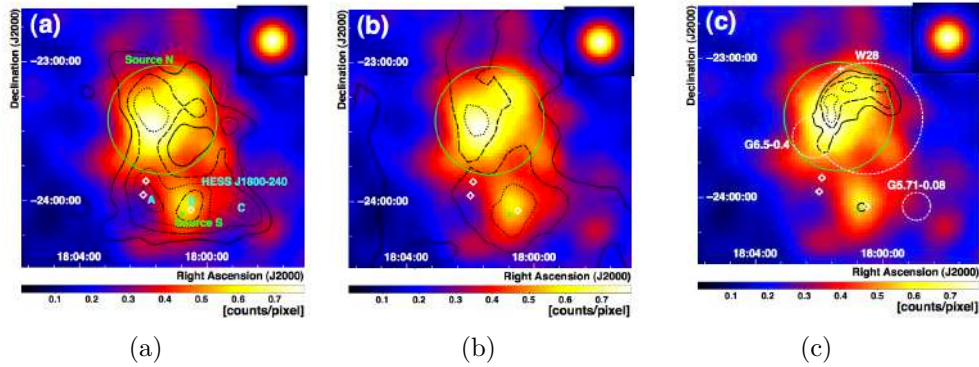 (a)
Source N
HESS J1800-240
A
B
C
Source S
Declination (J2000)
-23:00:00
-24:00:00
18:04:00
18:00:00
Right Ascension (J2000)
0.1 0.2 0.3 0.4 0.5 0.6 0.7
[counts/pixel]
(a)
(b)
Declination (J2000)
-23:00:00
-24:00:00
18:04:00
18:00:00
Right Ascension (J2000)
0.1 0.2 0.3 0.4 0.5 0.6 0.7
[counts/pixel]
(b)
(c)
W28
G6.5-0.4
G5.71-0.08
Declination (J2000)
-23:00:00
-24:00:00
18:04:00
18:00:00
Right Ascension (J2000)
0.1 0.2 0.3 0.4 0.5 0.6 0.7
[counts/pixel]
(c)